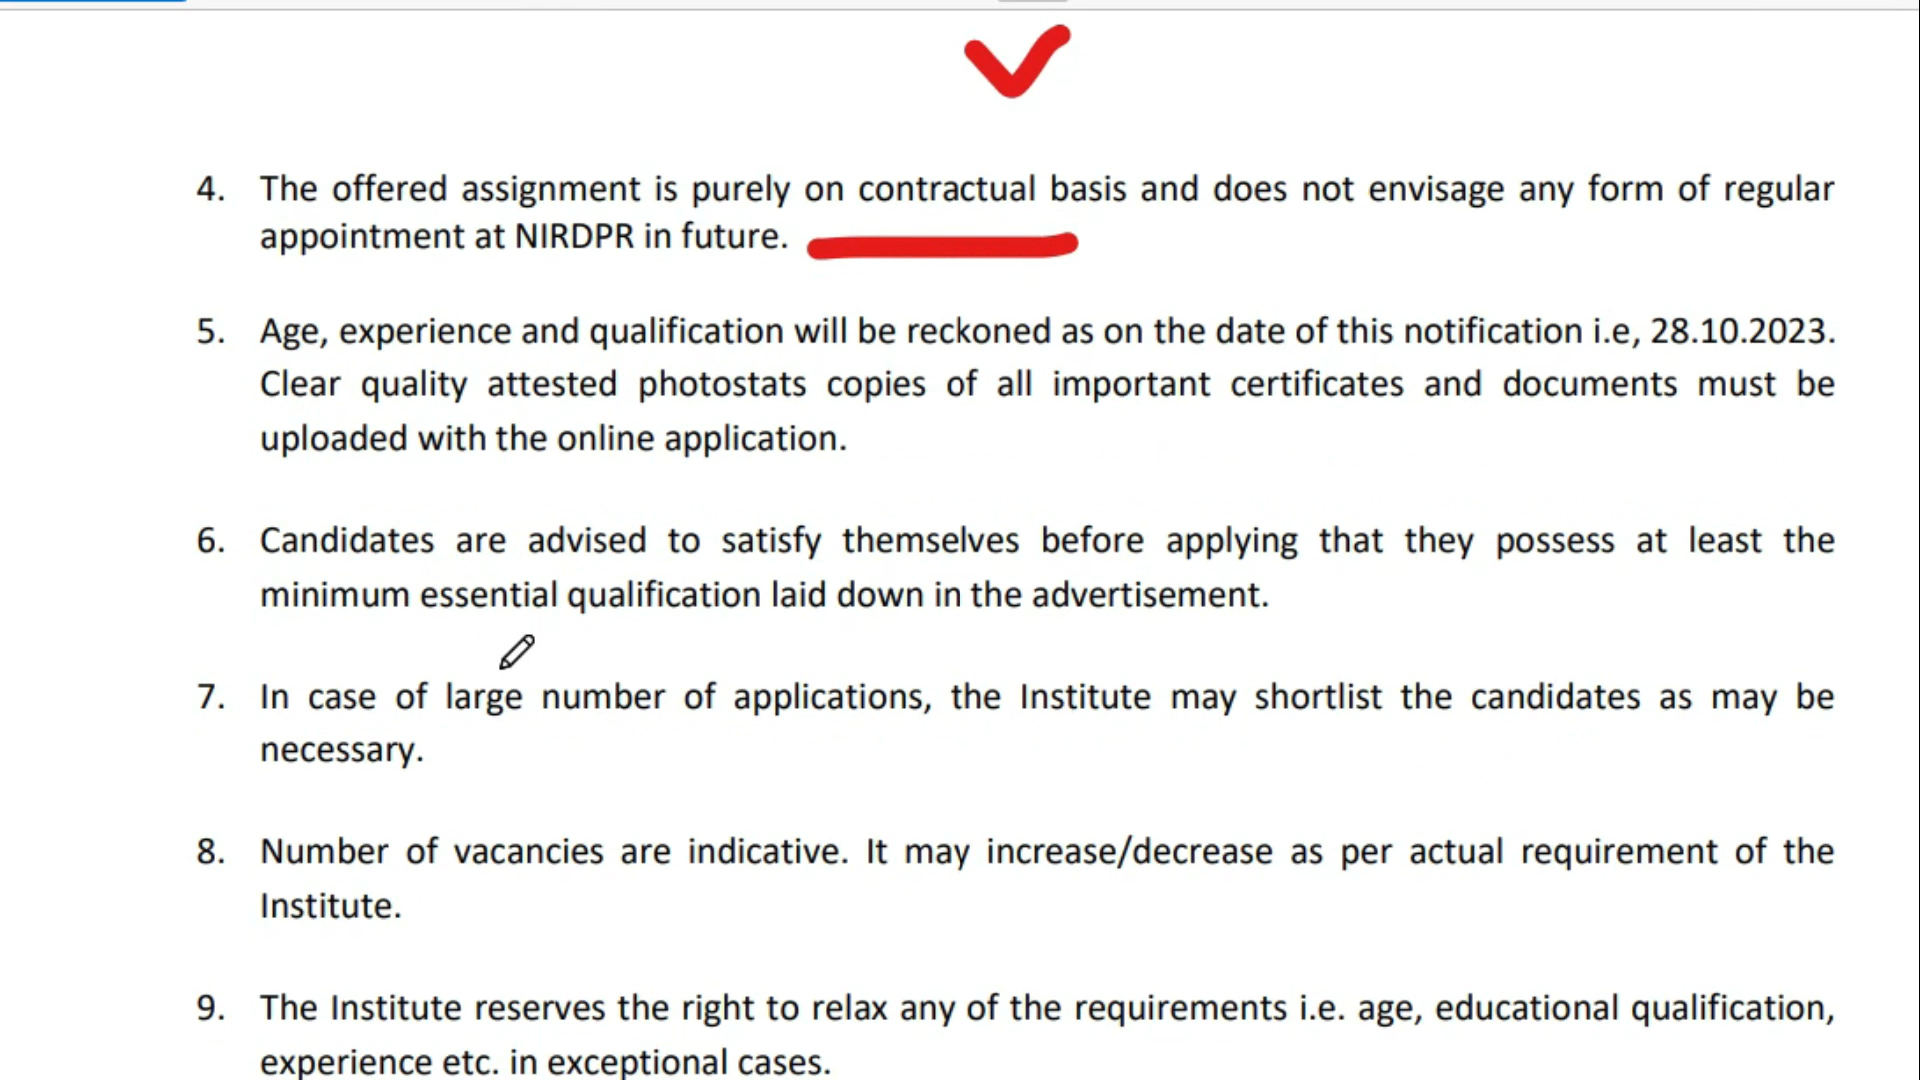 4. The offered assignment is purely on contractual basis and does not envisage any form of regular
appointment at NIRDPR in future.
5. Age, experience and qualification will be reckoned as on the date of this notification i.e, 28.10.2023.
Clear quality attested photostats copies of all important certificates and documents must be
uploaded with the online application.
6. Candidates are advised to satisfy themselves before applying that they possess at least the
minimum essential qualification laid down in the advertisement.
7. In case of large number of applications, the Institute may shortlist the candidates as may be
necessary.
8. Number of vacancies are indicative. It may increase/decrease as per actual requirement of the
Institute.
9. The Institute reserves the right to relax any of the requirements i.e. age, educational qualification,
experience etc. in exceptional cases.